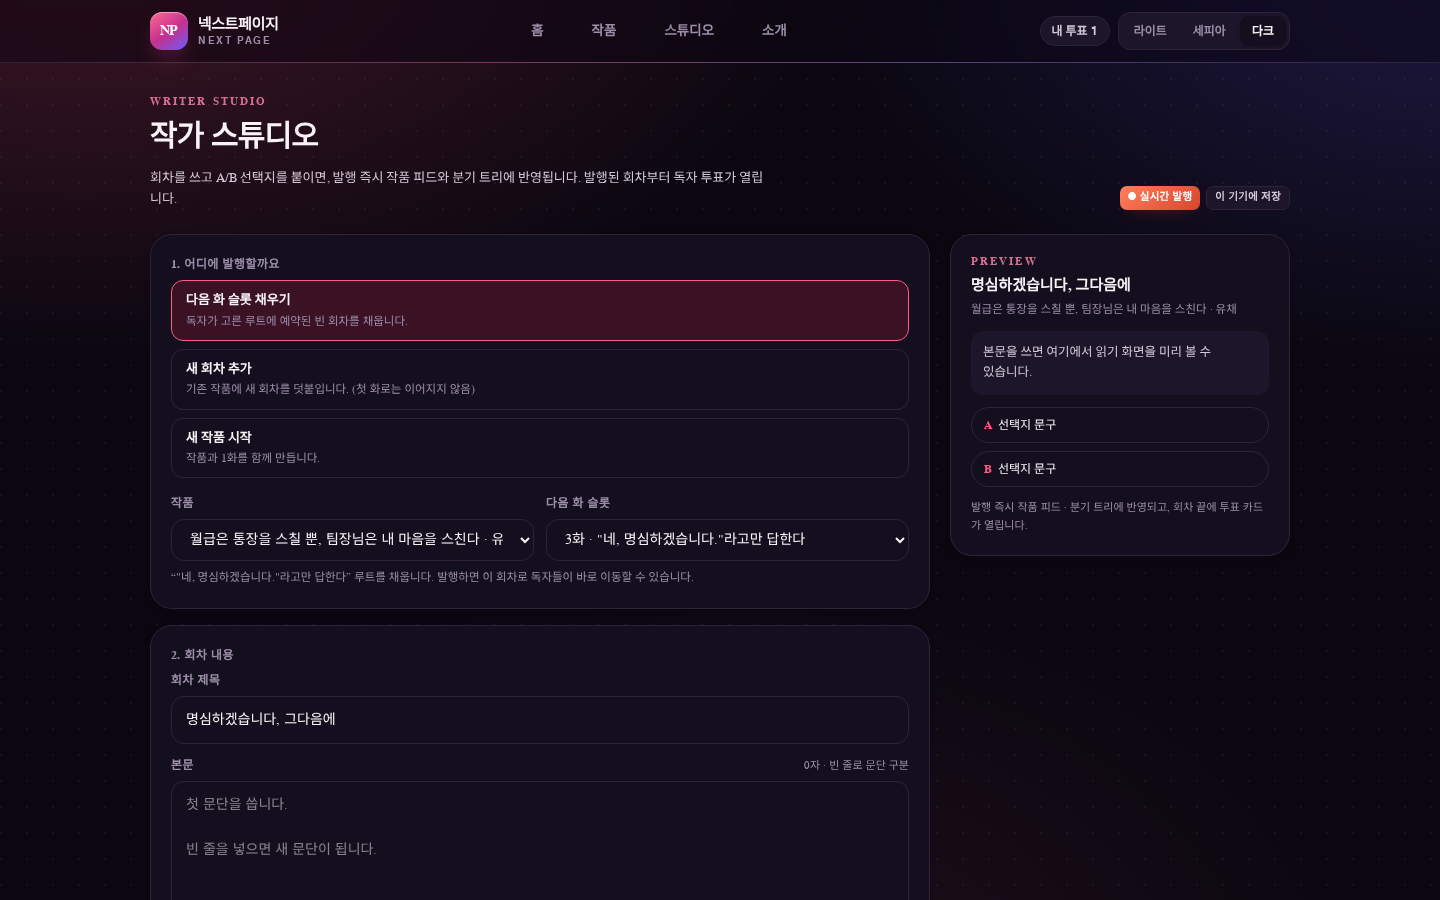 NP
넥스트페이지
NEXT PAGE
홈
작품
스튜디오
소개
내 투표 1
라이트
세피아
다크
WRITER STUDIO
작가 스튜디오
회차를 쓰고 A/B 선택지를 붙이면, 발행 즉시 작품 피드와 분기 트리에 반영됩니다. 발행된 회차부터 독자 투표가 열립
니다.
실시간 발행
이 기기에 저장
1. 어디에 발행할까요
다음 화 슬롯 채우기
독자가 고른 루트에 예약된 빈 회차를 채웁니다.
새 회차 추가
기존 작품에 새 회차를 덧붙입니다. (첫 화로는 이어지지 않음)
새 작품 시작
작품과 1화를 함께 만듭니다.
작품
다음 화 슬롯
월급은 통장을 스칠 뿐, 팀장님은 내 마음을 스친다 · 유
3화 · "네, 명심하겠습니다."라고만 답한다
“"네, 명심하겠습니다."라고만 답한다” 루트를 채웁니다. 발행하면 이 회차로 독자들이 바로 이동할 수 있습니다.
2. 회차 내용
회차 제목
명심하겠습니다, 그다음에
본문
0자 · 빈 줄로 문단 구분
첫 문단을 씁니다.
빈 줄을 넣으면 새 문단이 됩니다.
PREVIEW
명심하겠습니다, 그다음에
월급은 통장을 스칠 뿐, 팀장님은 내 마음을 스친다 · 유채
본문을 쓰면 여기에서 읽기 화면을 미리 볼 수
있습니다.
A 선택지 문구
B 선택지 문구
발행 즉시 작품 피드 · 분기 트리에 반영되고, 회차 끝에 투표 카드
가 열립니다.